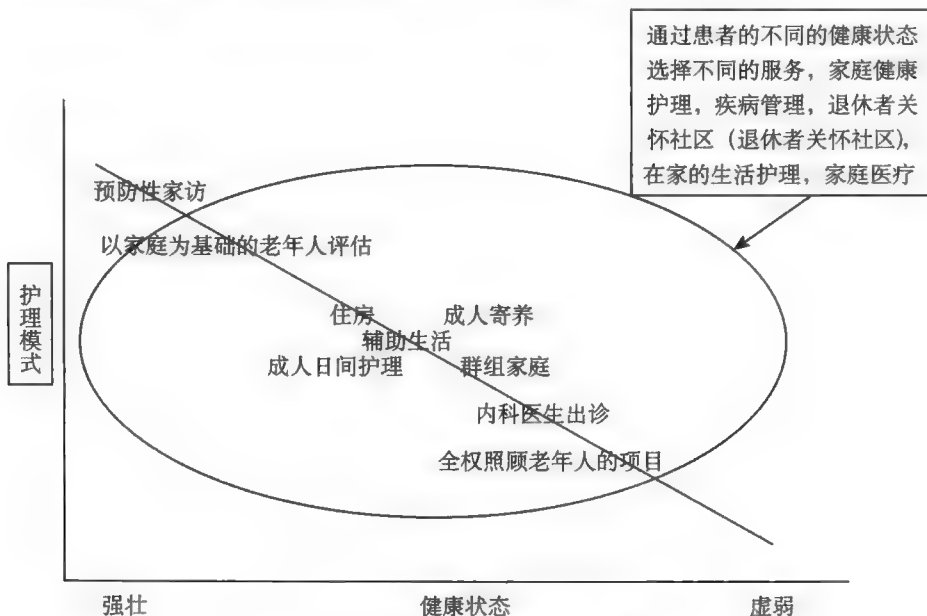 通过患者的不同的健康状态
选择不同的服务，家庭健康
护理，疾病管理，退休者关
怀社区（退休者关怀社区），
在家的生活护理，家庭医疗
预防性家访
以家庭为基础的老年人评估
住房 成人寄养
辅助生活
成人日间护理 群组家庭
内科医生出诊
全权照顾老年人的项目
护理模式
强壮 健康状态 虚弱